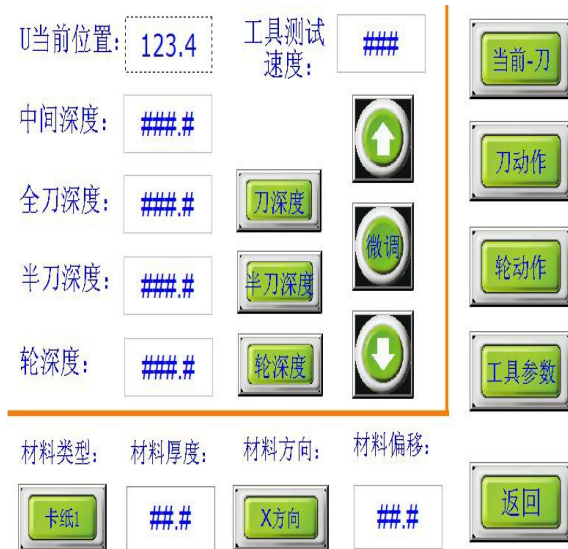 U当前位置: 123.4 工具测试速度: ### 当前-刀
中间深度: ###.# 刀动作
全刀深度: ###.# 刀深度 微调
半刀深度: ###.# 半刀深度 轮动作
轮深度: ###.# 轮深度 工具参数
材料类型: 材料厚度: 材料方向: 材料偏移:
卡纸1 ##.# X方向 ##.# 返回